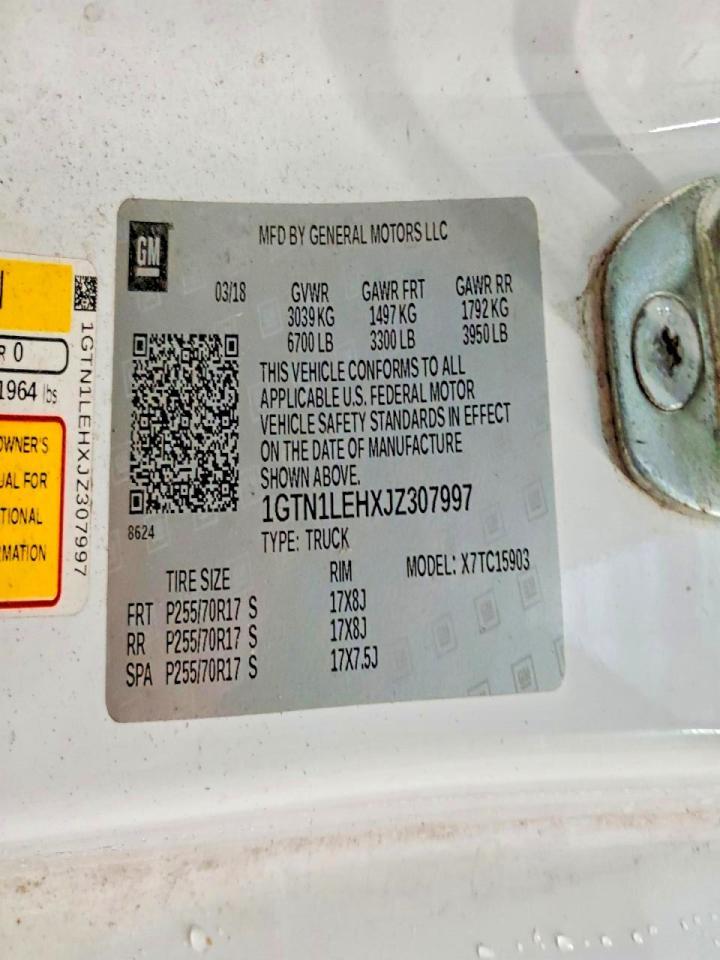 GM
MFD BY GENERAL MOTORS LLC
03/18 GVWR GAWR FRT GAWR RR
3039 KG 1497 KG 1792 KG
6700 LB 3300 LB 3950 LB
THIS VEHICLE CONFORMS TO ALL
APPLICABLE U.S. FEDERAL MOTOR
VEHICLE SAFETY STANDARDS IN EFFECT
ON THE DATE OF MANUFACTURE
SHOWN ABOVE.
1GTN1LEHXJZ307997
8624
TYPE: TRUCK
MODEL: X7TC15903
TIRE SIZE RIM
FRT P255/70R17 S 17X8J
RR P255/70R17 S 17X8J
SPA P255/70R17 S 17X7.5J
R 0
1964 lbs
OWNER'S
UAL FOR
TIONAL
MATION
1GTN1LEHXJZ307997